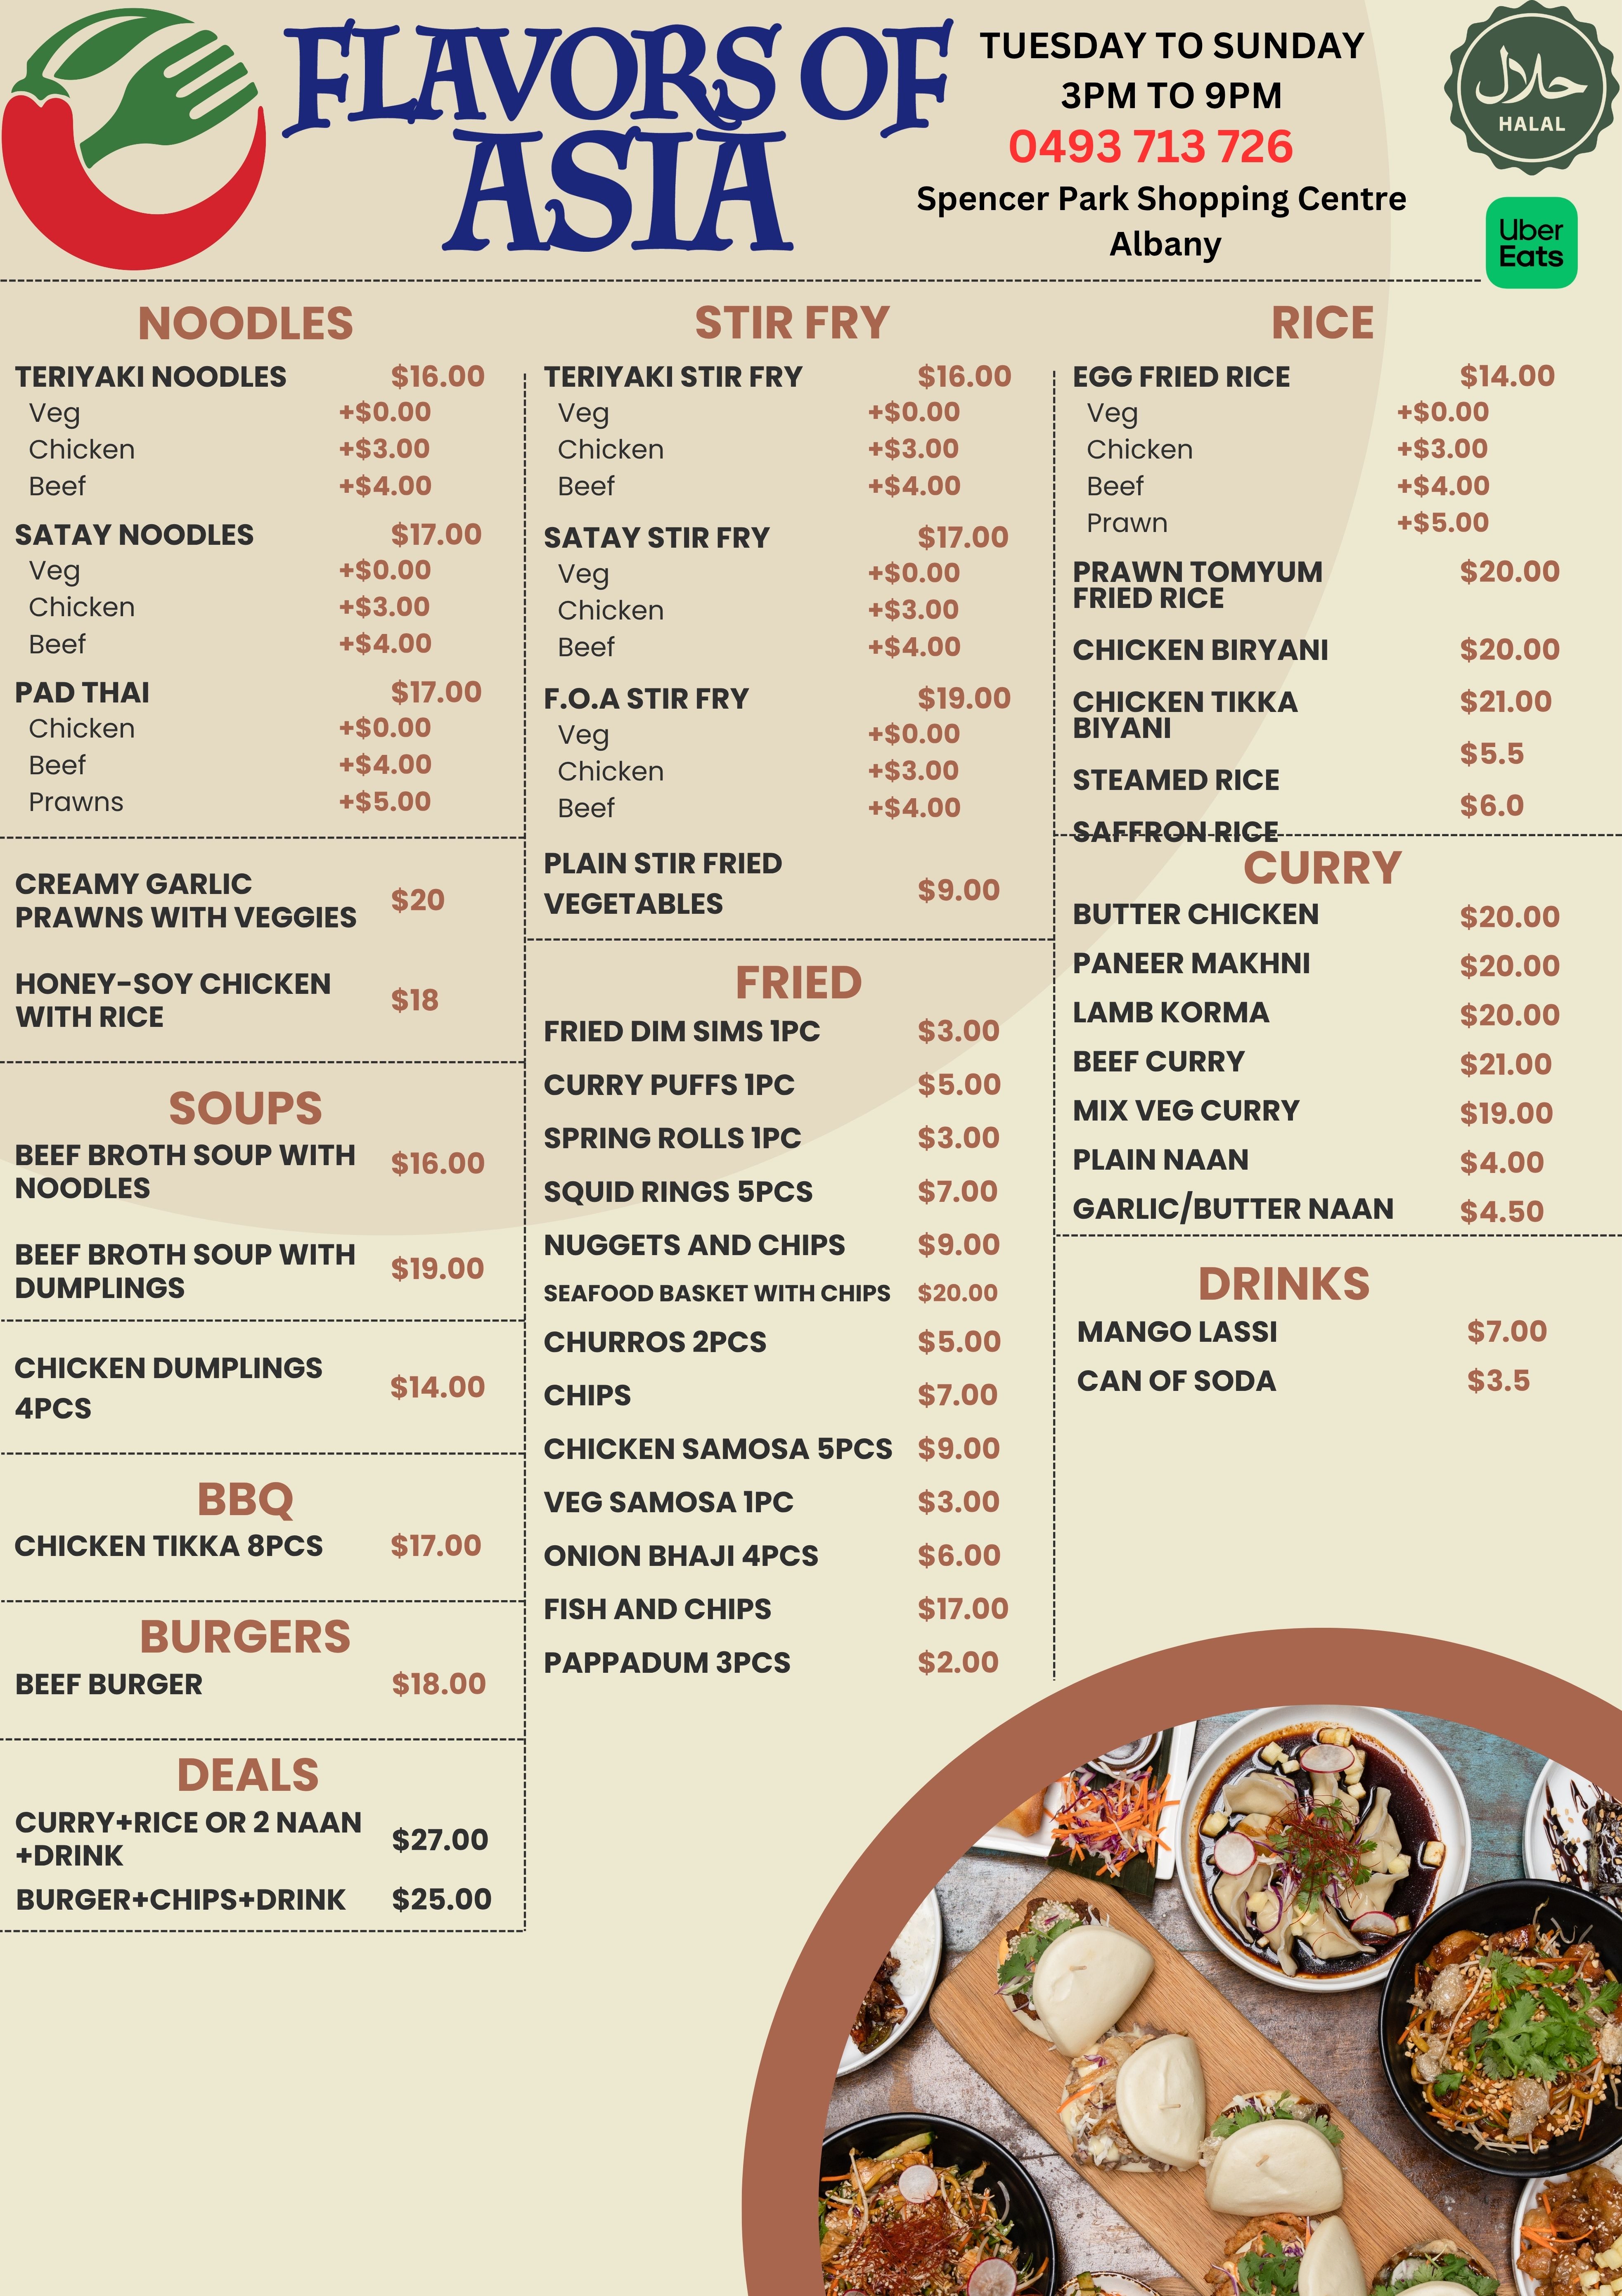 FLAVORS OF
ASIA
TUESDAY TO SUNDAY
3PM TO 9PM
0493 713 726
Spencer Park Shopping Centre
Albany
حلال
HALAL
Uber
Eats
NOODLES
TERIYAKI NOODLES $16.00
Veg +$0.00
Chicken +$3.00
Beef +$4.00
SATAY NOODLES $17.00
Veg +$0.00
Chicken +$3.00
Beef +$4.00
PAD THAI $17.00
Chicken +$0.00
Beef +$4.00
Prawns +$5.00
CREAMY GARLIC
PRAWNS WITH VEGGIES $20
HONEY-SOY CHICKEN
WITH RICE $18
SOUPS
BEEF BROTH SOUP WITH
NOODLES $16.00
BEEF BROTH SOUP WITH
DUMPLINGS $19.00
CHICKEN DUMPLINGS
4PCS $14.00
BBQ
CHICKEN TIKKA 8PCS $17.00
BURGERS
BEEF BURGER $18.00
DEALS
CURRY+RICE OR 2 NAAN
+DRINK $27.00
BURGER+CHIPS+DRINK $25.00
STIR FRY
TERIYAKI STIR FRY $16.00
Veg +$0.00
Chicken +$3.00
Beef +$4.00
SATAY STIR FRY $17.00
Veg +$0.00
Chicken +$3.00
Beef +$4.00
F.O.A STIR FRY $19.00
Veg +$0.00
Chicken +$3.00
Beef +$4.00
PLAIN STIR FRIED
VEGETABLES $9.00
FRIED
FRIED DIM SIMS 1PC $3.00
CURRY PUFFS 1PC $5.00
SPRING ROLLS 1PC $3.00
SQUID RINGS 5PCS $7.00
NUGGETS AND CHIPS $9.00
SEAFOOD BASKET WITH CHIPS $20.00
CHURROS 2PCS $5.00
CHIPS $7.00
CHICKEN SAMOSA 5PCS $9.00
VEG SAMOSA 1PC $3.00
ONION BHAJI 4PCS $6.00
FISH AND CHIPS $17.00
PAPPADUM 3PCS $2.00
RICE
EGG FRIED RICE $14.00
Veg +$0.00
Chicken +$3.00
Beef +$4.00
Prawn +$5.00
PRAWN TOMYUM $20.00
FRIED RICE
CHICKEN BIRYANI $20.00
CHICKEN TIKKA $21.00
BIYANI
STEAMED RICE $5.5
SAFFRON RICE $6.0
CURRY
BUTTER CHICKEN $20.00
PANEER MAKHNI $20.00
LAMB KORMA $20.00
BEEF CURRY $21.00
MIX VEG CURRY $19.00
PLAIN NAAN $4.00
GARLIC/BUTTER NAAN $4.50
DRINKS
MANGO LASSI $7.00
CAN OF SODA $3.5